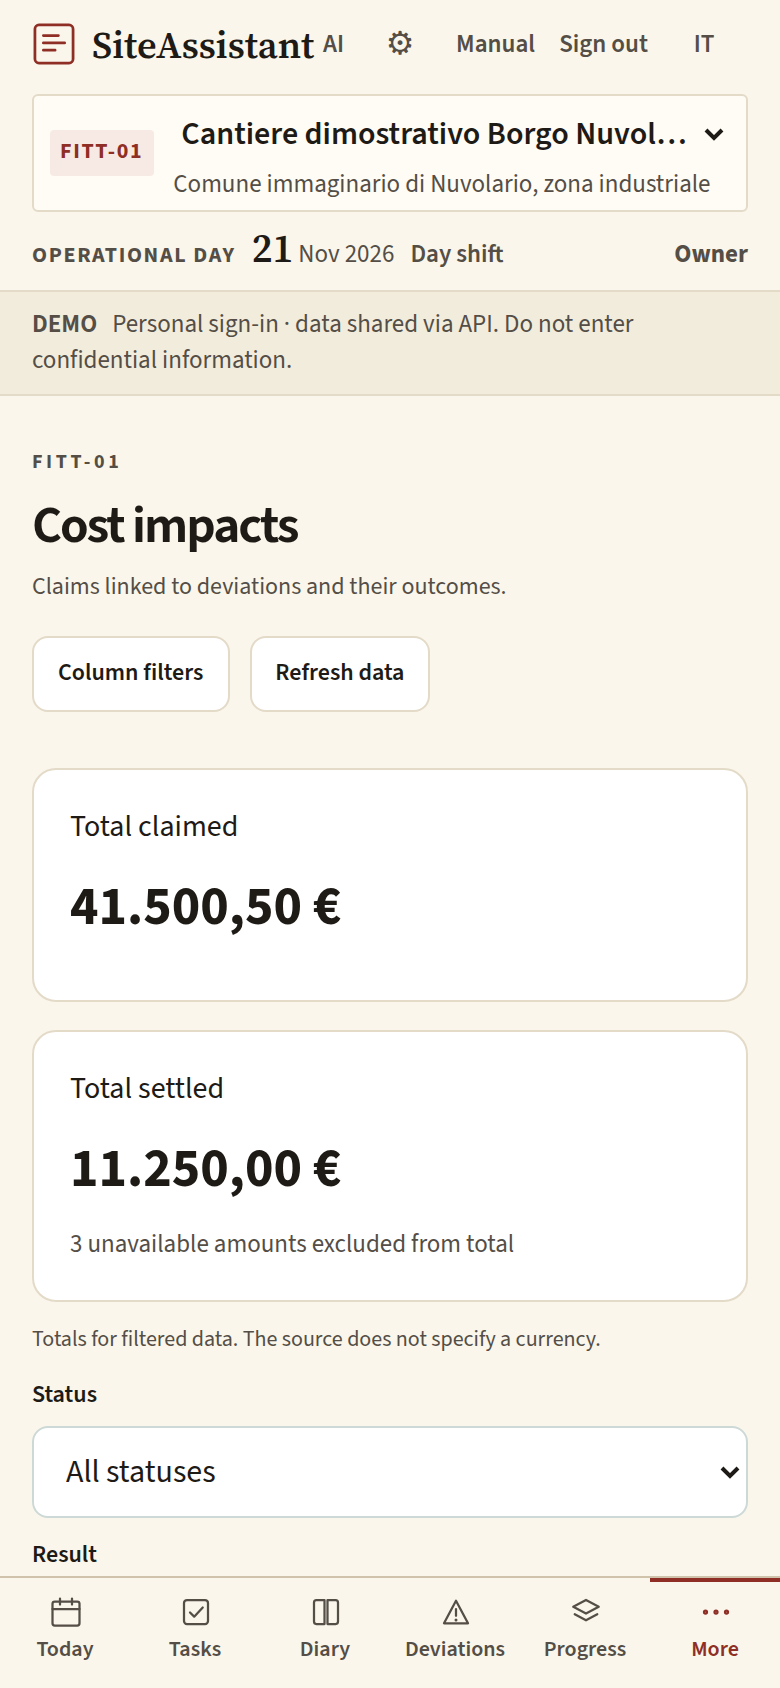 SiteAssistant AI ⚙ Manual Sign out IT
FITT-01 Cantiere dimostrativo Borgo Nuvol…
Comune immaginario di Nuvolario, zona industriale
OPERATIONAL DAY 21 Nov 2026 Day shift Owner
DEMO Personal sign-in · data shared via API. Do not enter
confidential information.
FITT-01
Cost impacts
Claims linked to deviations and their outcomes.
Column filters Refresh data
Total claimed
41.500,50 €
Total settled
11.250,00 €
3 unavailable amounts excluded from total
Totals for filtered data. The source does not specify a currency.
Status
All statuses
Result
Today Tasks Diary Deviations Progress More